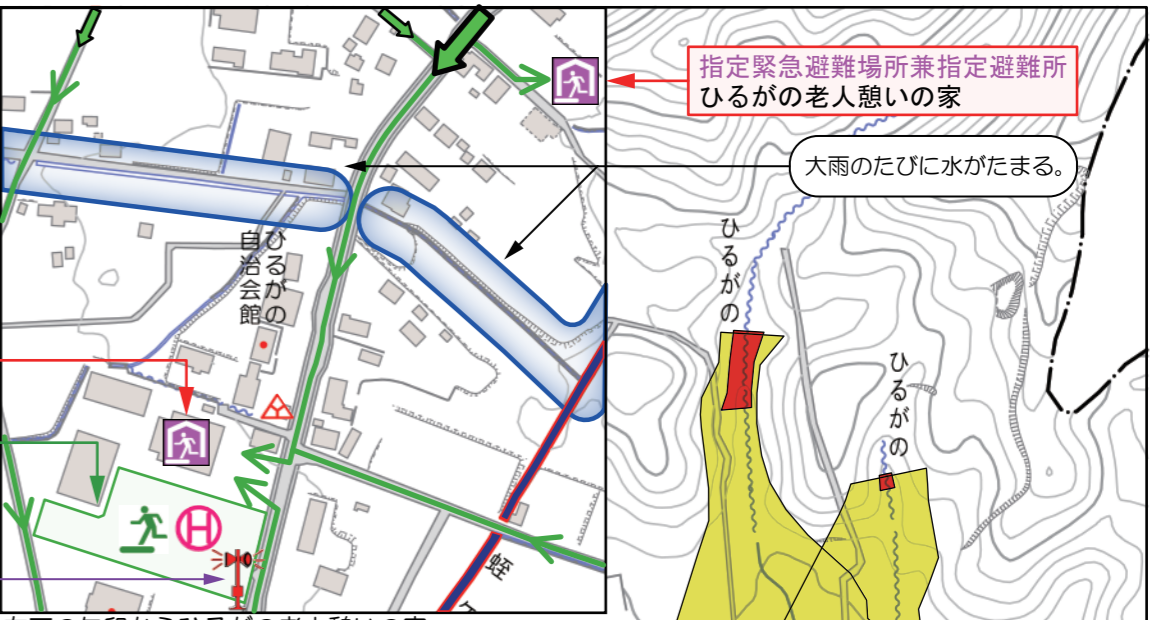 指定緊急避難場所兼指定避難所
ひるがの老人憩いの家
大雨のたびに水がたまる。
ひるがの
自治会館
ひるがの
ひるがの
H
蛭